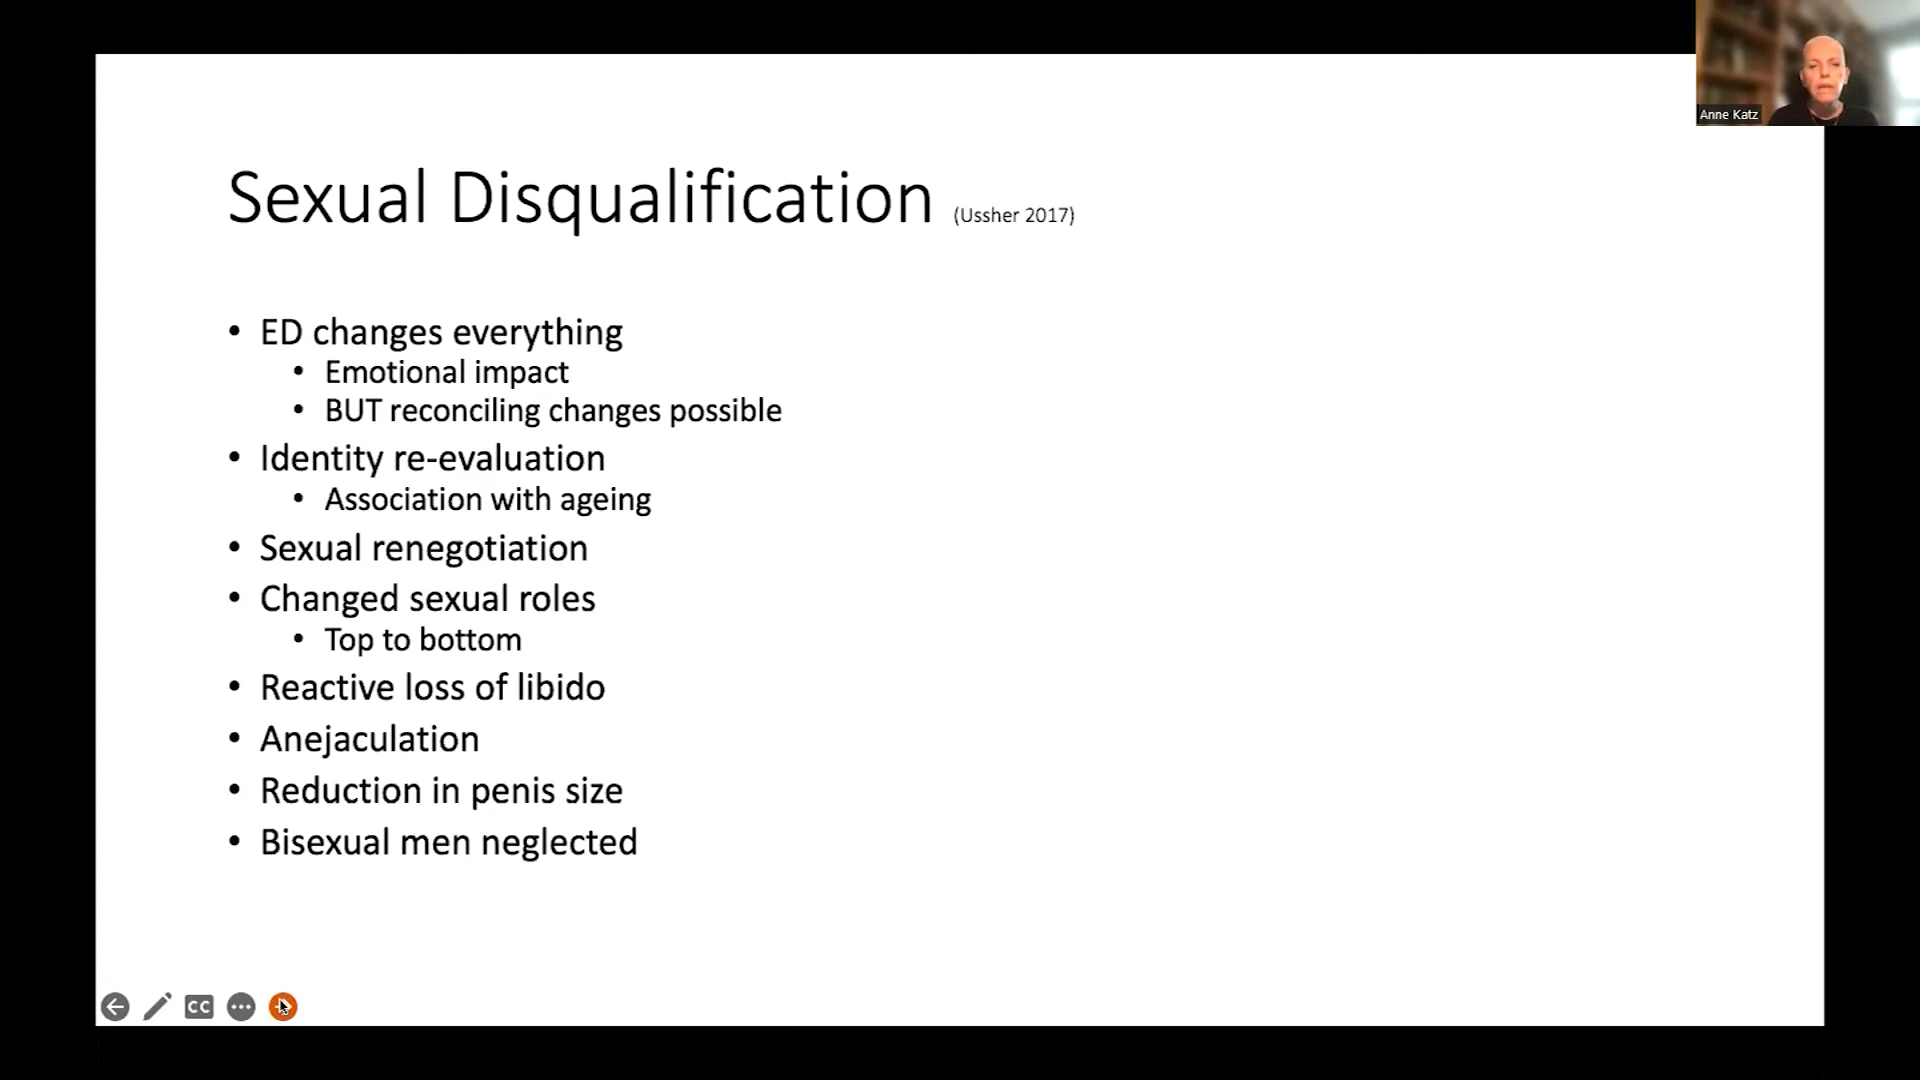 Anne Katz
Sexual Disqualification (Ussher 2017)
• ED changes everything
• Emotional impact
• BUT reconciling changes possible
• Identity re-evaluation
• Association with ageing
• Sexual renegotiation
• Changed sexual roles
• Top to bottom
• Reactive loss of libido
• Anejaculation
• Reduction in penis size
• Bisexual men neglected
CC